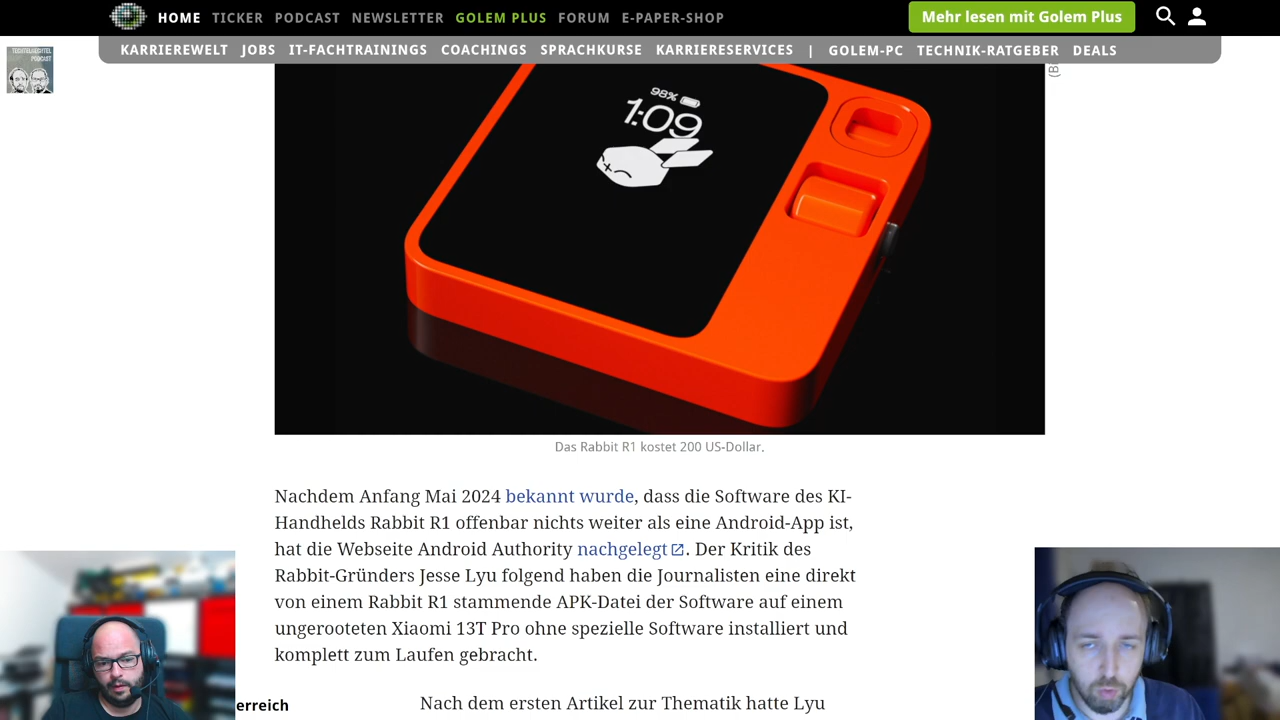 HOME TICKER PODCAST NEWSLETTER GOLEM PLUS FORUM E-PAPER-SHOP Mehr lesen mit Golem Plus
KARRIEREWELT JOBS IT-FACHTRAININGS COACHINGS SPRACHKURSE KARRIERESERVICES | GOLEM-PC TECHNIK-RATGEBER DEALS
TECHTELMECHTEL
PODCAST
98%
1:09
Das Rabbit R1 kostet 200 US-Dollar.
Nachdem Anfang Mai 2024 bekannt wurde, dass die Software des KI-
Handhelds Rabbit R1 offenbar nichts weiter als eine Android-App ist,
hat die Webseite Android Authority nachgelegt. Der Kritik des
Rabbit-Gründers Jesse Lyu folgend haben die Journalisten eine direkt
von einem Rabbit R1 stammende APK-Datei der Software auf einem
ungerooteten Xiaomi 13T Pro ohne spezielle Software installiert und
komplett zum Laufen gebracht.
erreich
Nach dem ersten Artikel zur Thematik hatte Lyu